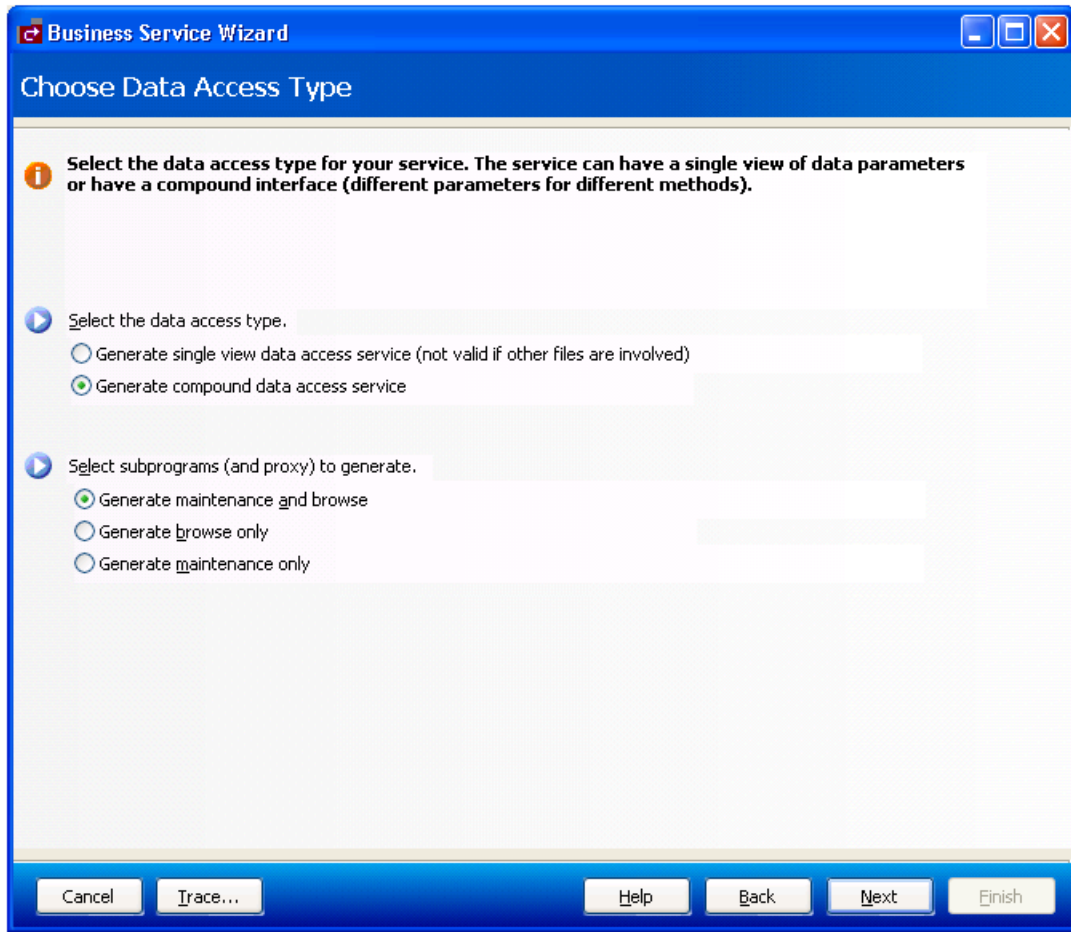 Business Service Wizard
Choose Data Access Type
Select the data access type for your service. The service can have a single view of data parameters
or have a compound interface (different parameters for different methods).
Select the data access type.
Generate single view data access service (not valid if other files are involved)
Generate compound data access service
Select subprograms (and proxy) to generate.
Generate maintenance and browse
Generate browse only
Generate maintenance only
Cancel Trace... Help Back Next Finish